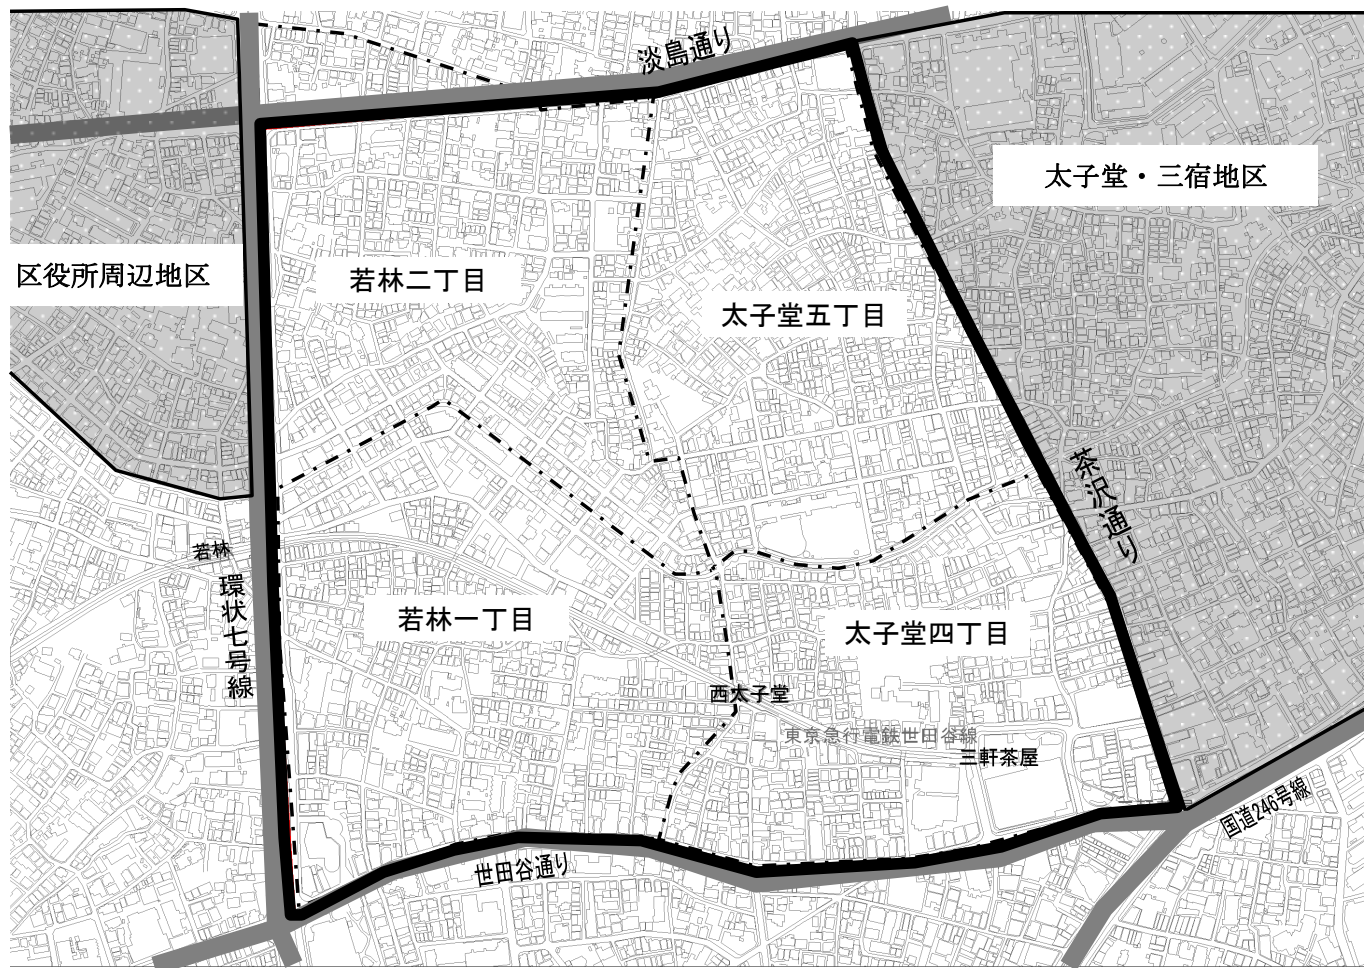 淡島通り
太子堂・三宿地区
区役所周辺地区
若林二丁目
太子堂五丁目
茶沢通り
若林
環状七号線
若林一丁目
太子堂四丁目
西太子堂
東京急行電鉄世田谷線
三軒茶屋
国道246号線
世田谷通り